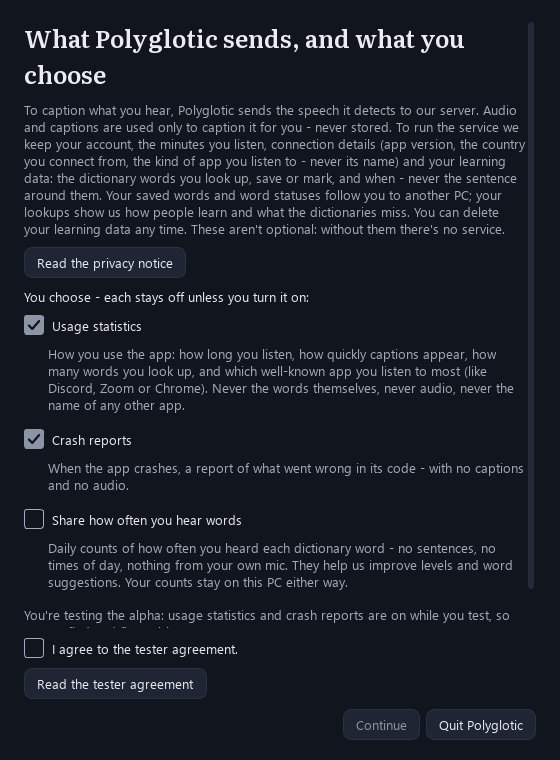 What Polyglotic sends, and what you
choose
To caption what you hear, Polyglotic sends the speech it detects to our server. Audio
and captions are used only to caption it for you - never stored. To run the service we
keep your account, the minutes you listen, connection details (app version, the country
you connect from, the kind of app you listen to - never its name) and your learning
data: the dictionary words you look up, save or mark, and when - never the sentence
around them. Your saved words and word statuses follow you to another PC; your
lookups show us how people learn and what the dictionaries miss. You can delete
your learning data any time. These aren't optional: without them there's no service.
Read the privacy notice
You choose - each stays off unless you turn it on:
Usage statistics
How you use the app: how long you listen, how quickly captions appear, how
many words you look up, and which well-known app you listen to most (like
Discord, Zoom or Chrome). Never the words themselves, never audio, never the
name of any other app.
Crash reports
When the app crashes, a report of what went wrong in its code - with no captions
and no audio.
Share how often you hear words
Daily counts of how often you heard each dictionary word - no sentences, no
times of day, nothing from your own mic. They help us improve levels and word
suggestions. Your counts stay on this PC either way.
You're testing the alpha: usage statistics and crash reports are on while you test, so
I agree to the tester agreement.
Read the tester agreement
Continue
Quit Polyglotic